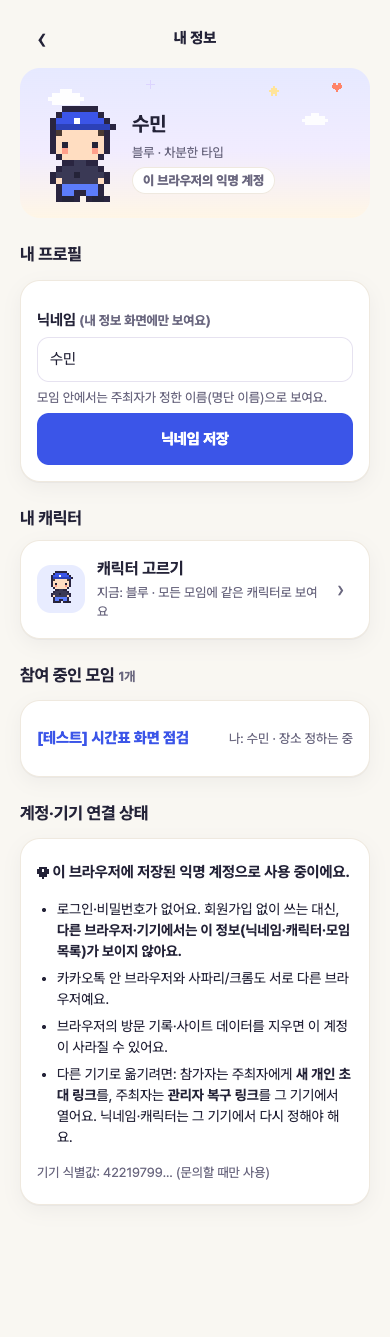 ❮
내 정보
수민
블루 · 차분한 타입
이 브라우저의 익명 계정
내 프로필
닉네임 (내 정보 화면에만 보여요)
수민
모임 안에서는 주최자가 정한 이름(명단 이름)으로 보여요.
닉네임 저장
내 캐릭터
캐릭터 고르기
지금: 블루 · 모든 모임에 같은 캐릭터로 보여
요
❯
참여 중인 모임 1개
[테스트] 시간표 화면 점검
나: 수민 · 장소 정하는 중
계정·기기 연결 상태
이 브라우저에 저장된 익명 계정으로 사용 중이에요.
• 로그인·비밀번호가 없어요. 회원가입 없이 쓰는 대신,
다른 브라우저·기기에서는 이 정보(닉네임·캐릭터·모임
목록)가 보이지 않아요.
• 카카오톡 안 브라우저와 사파리/크롬도 서로 다른 브라
우저예요.
• 브라우저의 방문 기록·사이트 데이터를 지우면 이 계정
이 사라질 수 있어요.
• 다른 기기로 옮기려면: 참가자는 주최자에게 새 개인 초
대 링크를, 주최자는 관리자 복구 링크를 그 기기에서
열어요. 닉네임·캐릭터는 그 기기에서 다시 정해야 해
요.
기기 식별값: 42219799… (문의할 때만 사용)